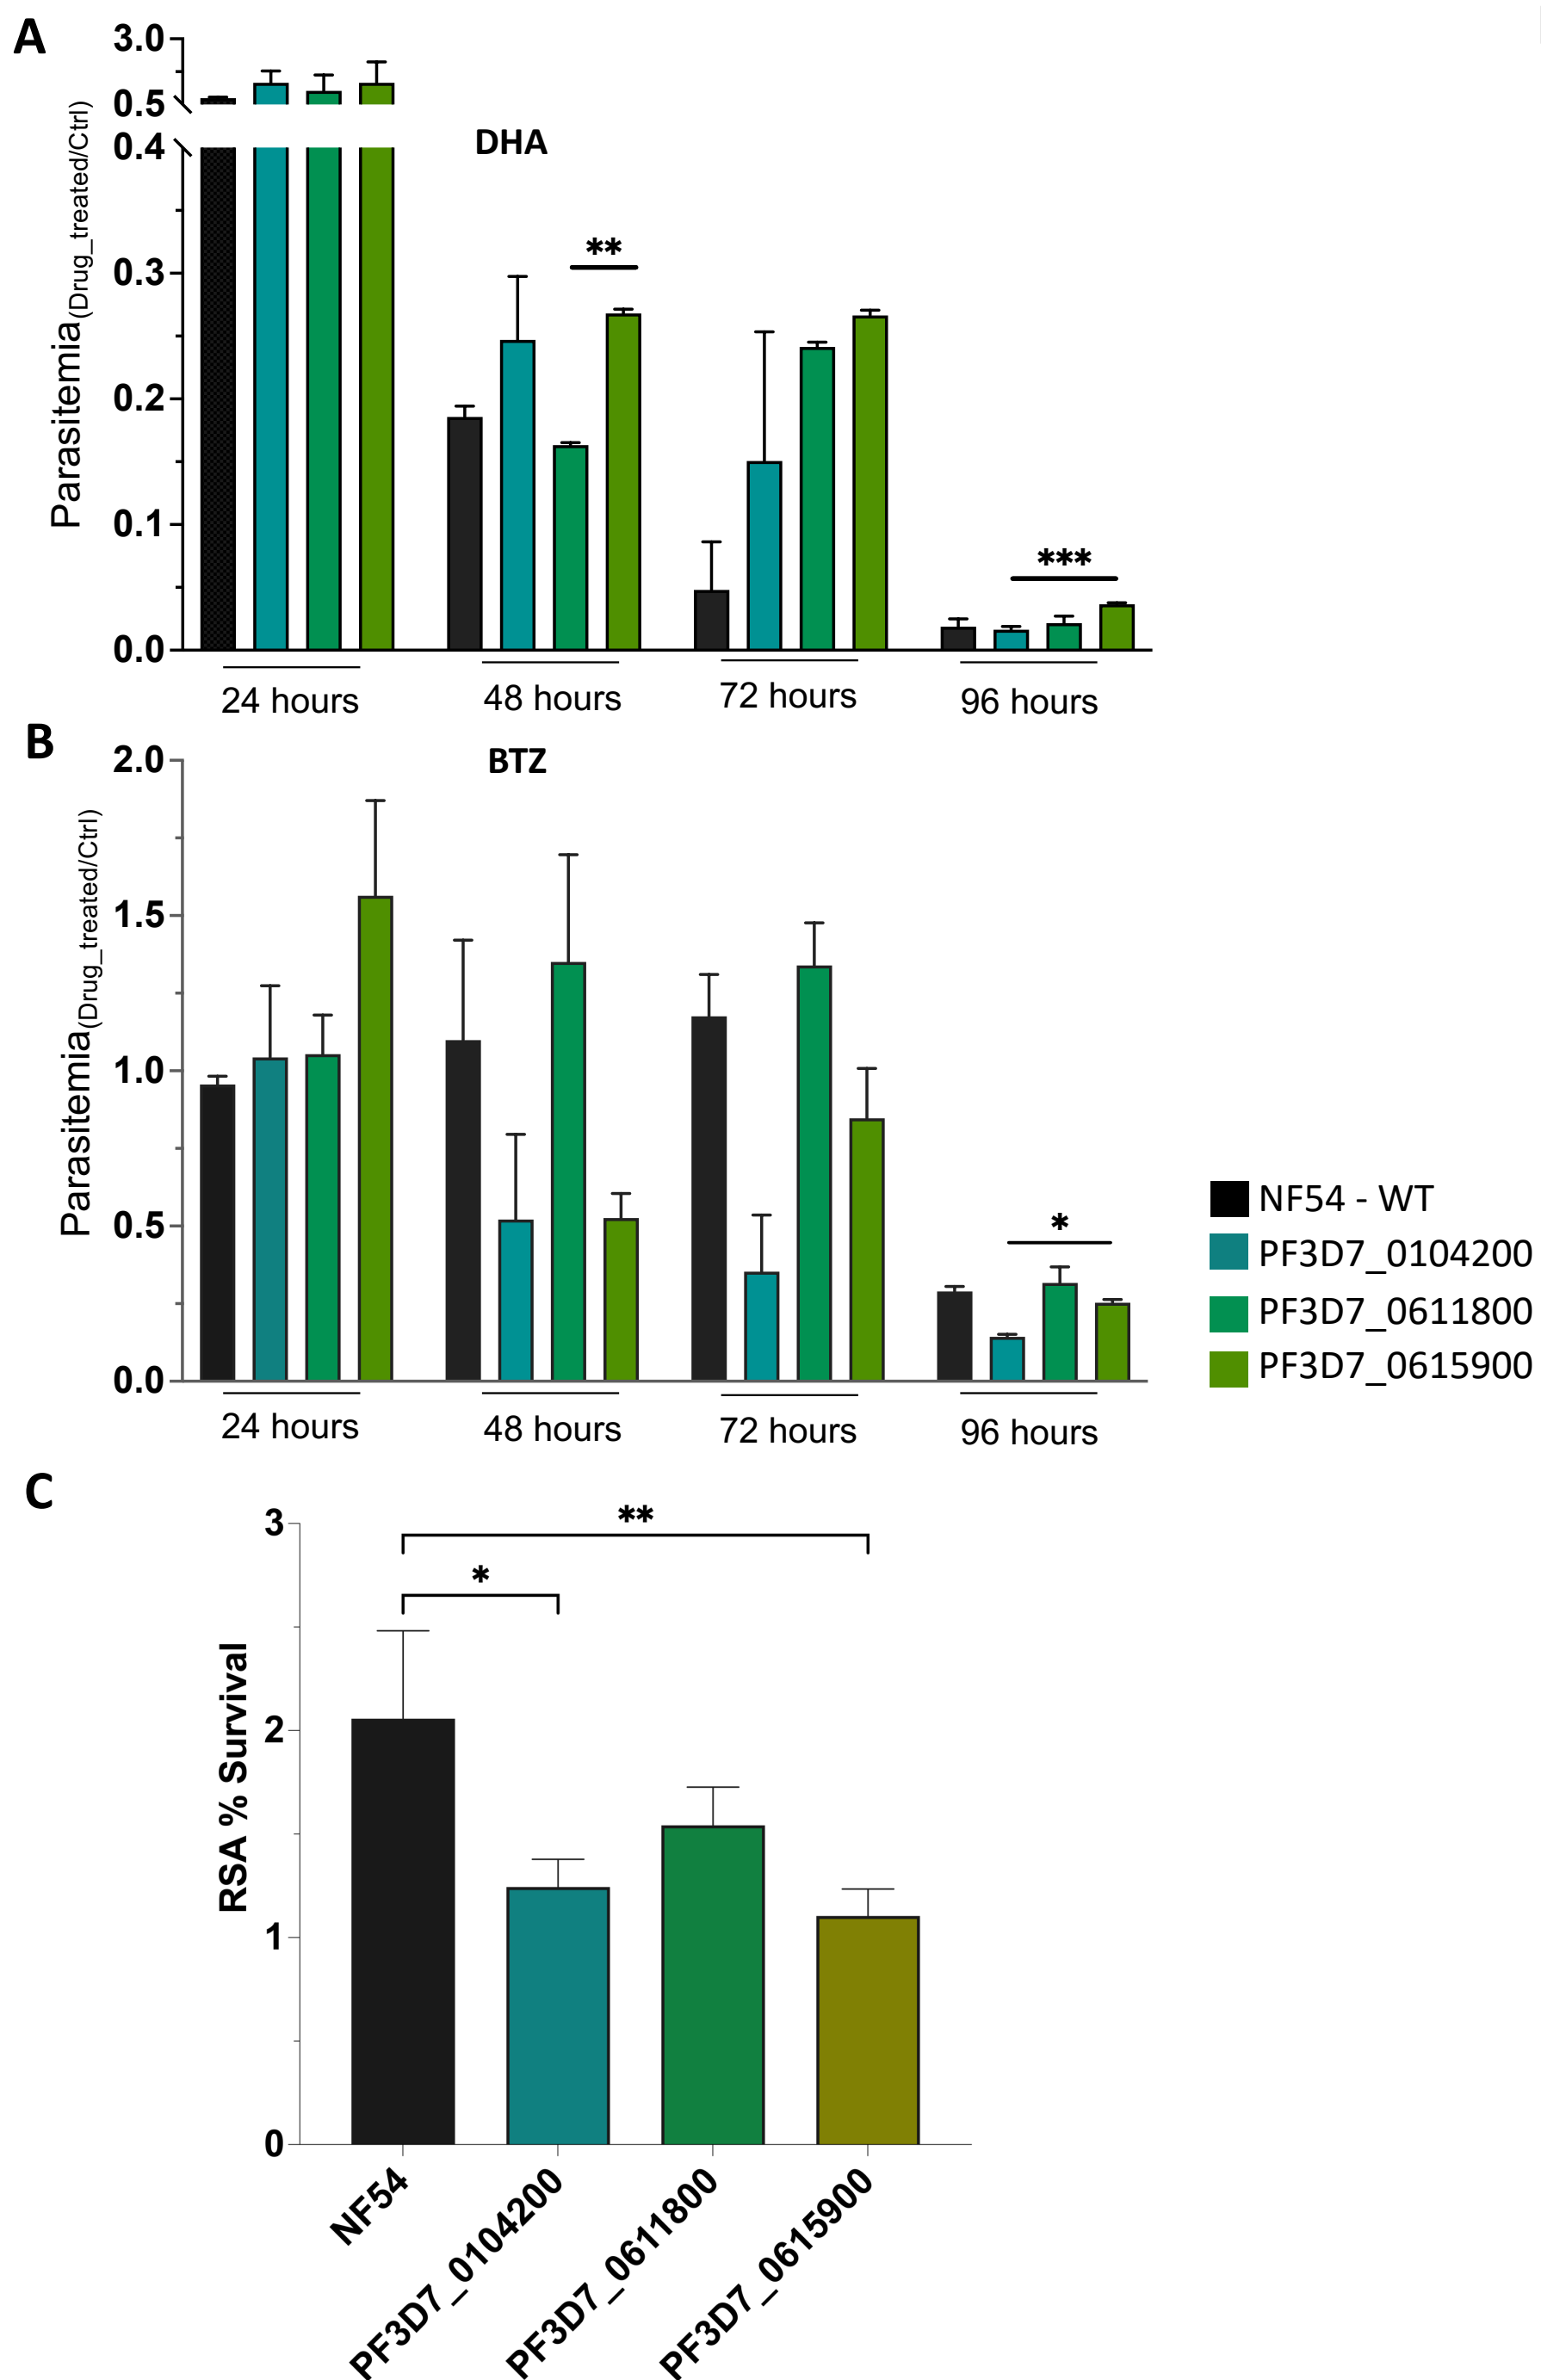 A
3.0
0.5
0.4
0.3
0.2
0.1
0.0
Parasitemia(Drug_treated/Ctrl)
DHA
**
***
24 hours
48 hours
72 hours
96 hours
B
2.0
1.5
1.0
0.5
0.0
Parasitemia(Drug_treated/Ctrl)
BTZ
*
24 hours
48 hours
72 hours
96 hours
NF54 - WT
PF3D7_0104200
PF3D7_0611800
PF3D7_0615900
C
3
2
1
0
RSA % Survival
**
*
NF54
PF3D7_0104200
PF3D7_0611800
PF3D7_0615900